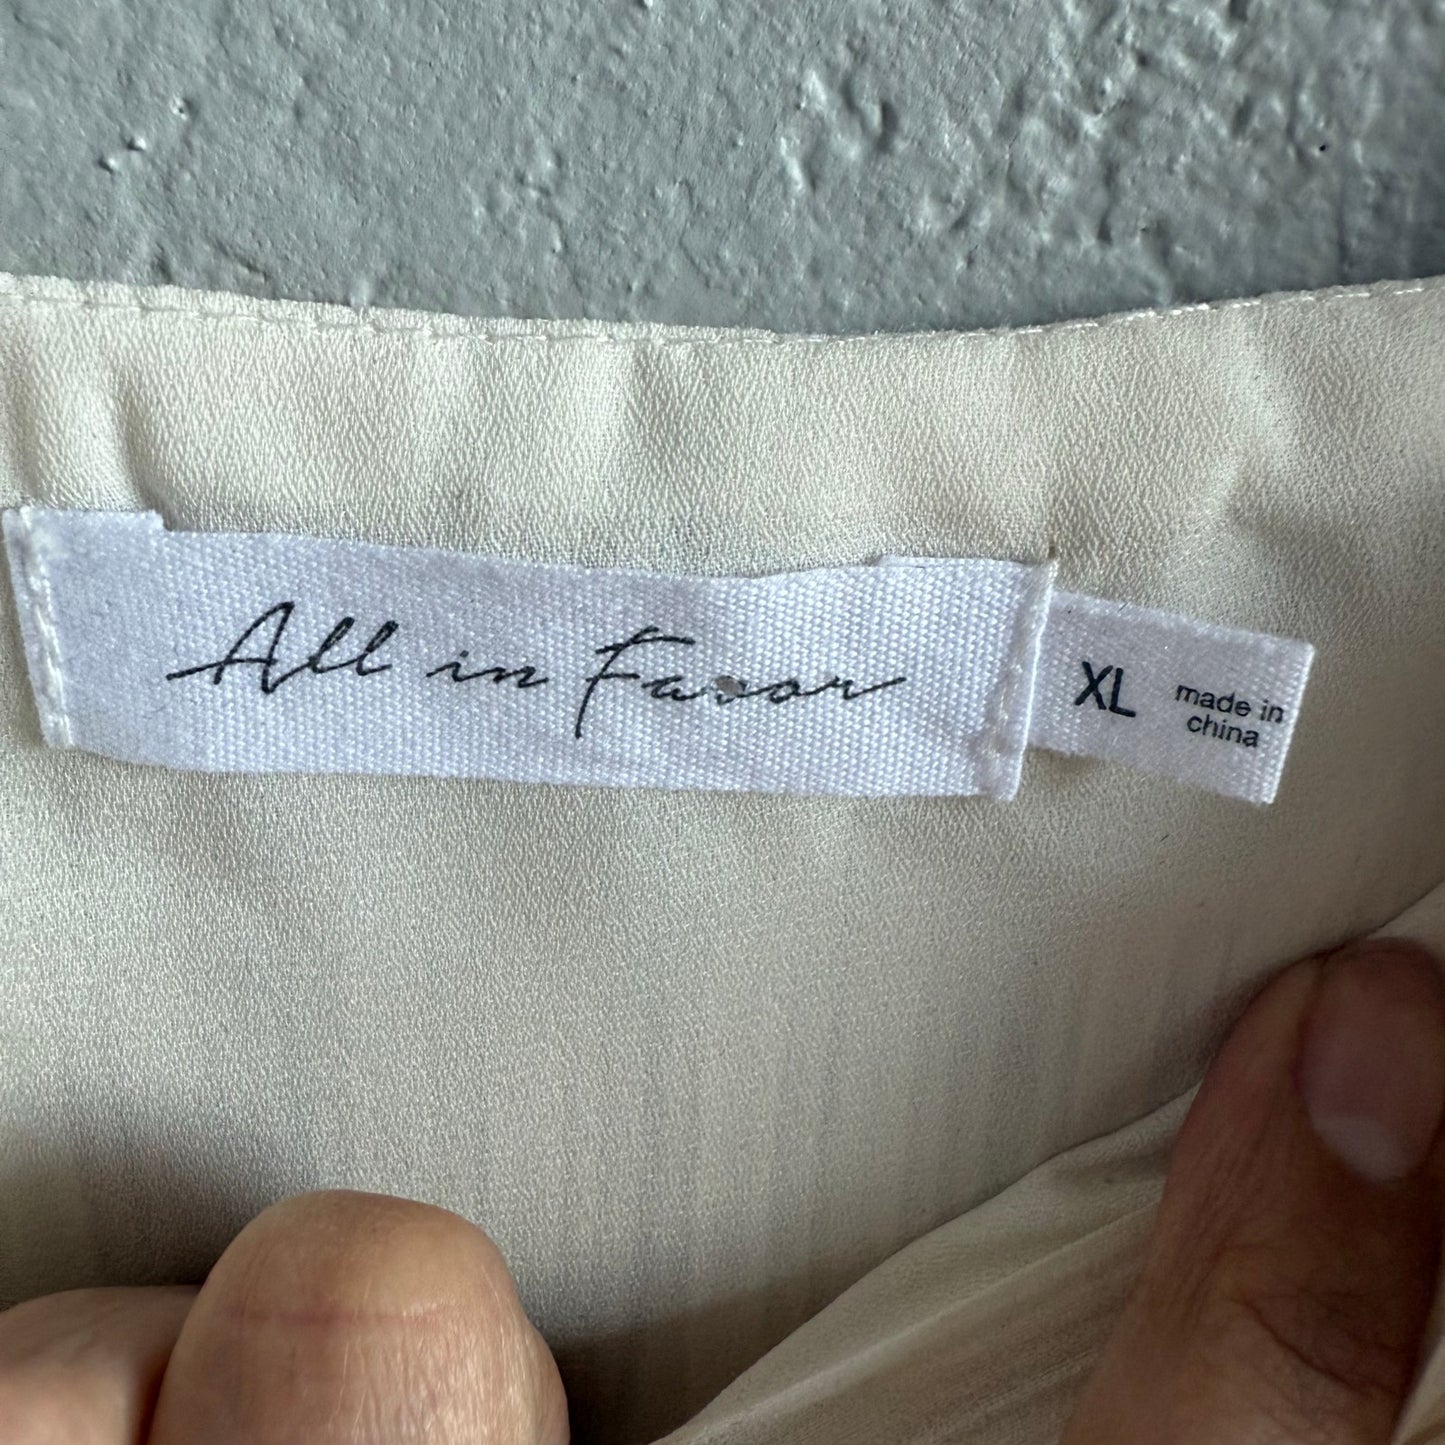 All in Favor
XL
made in
china